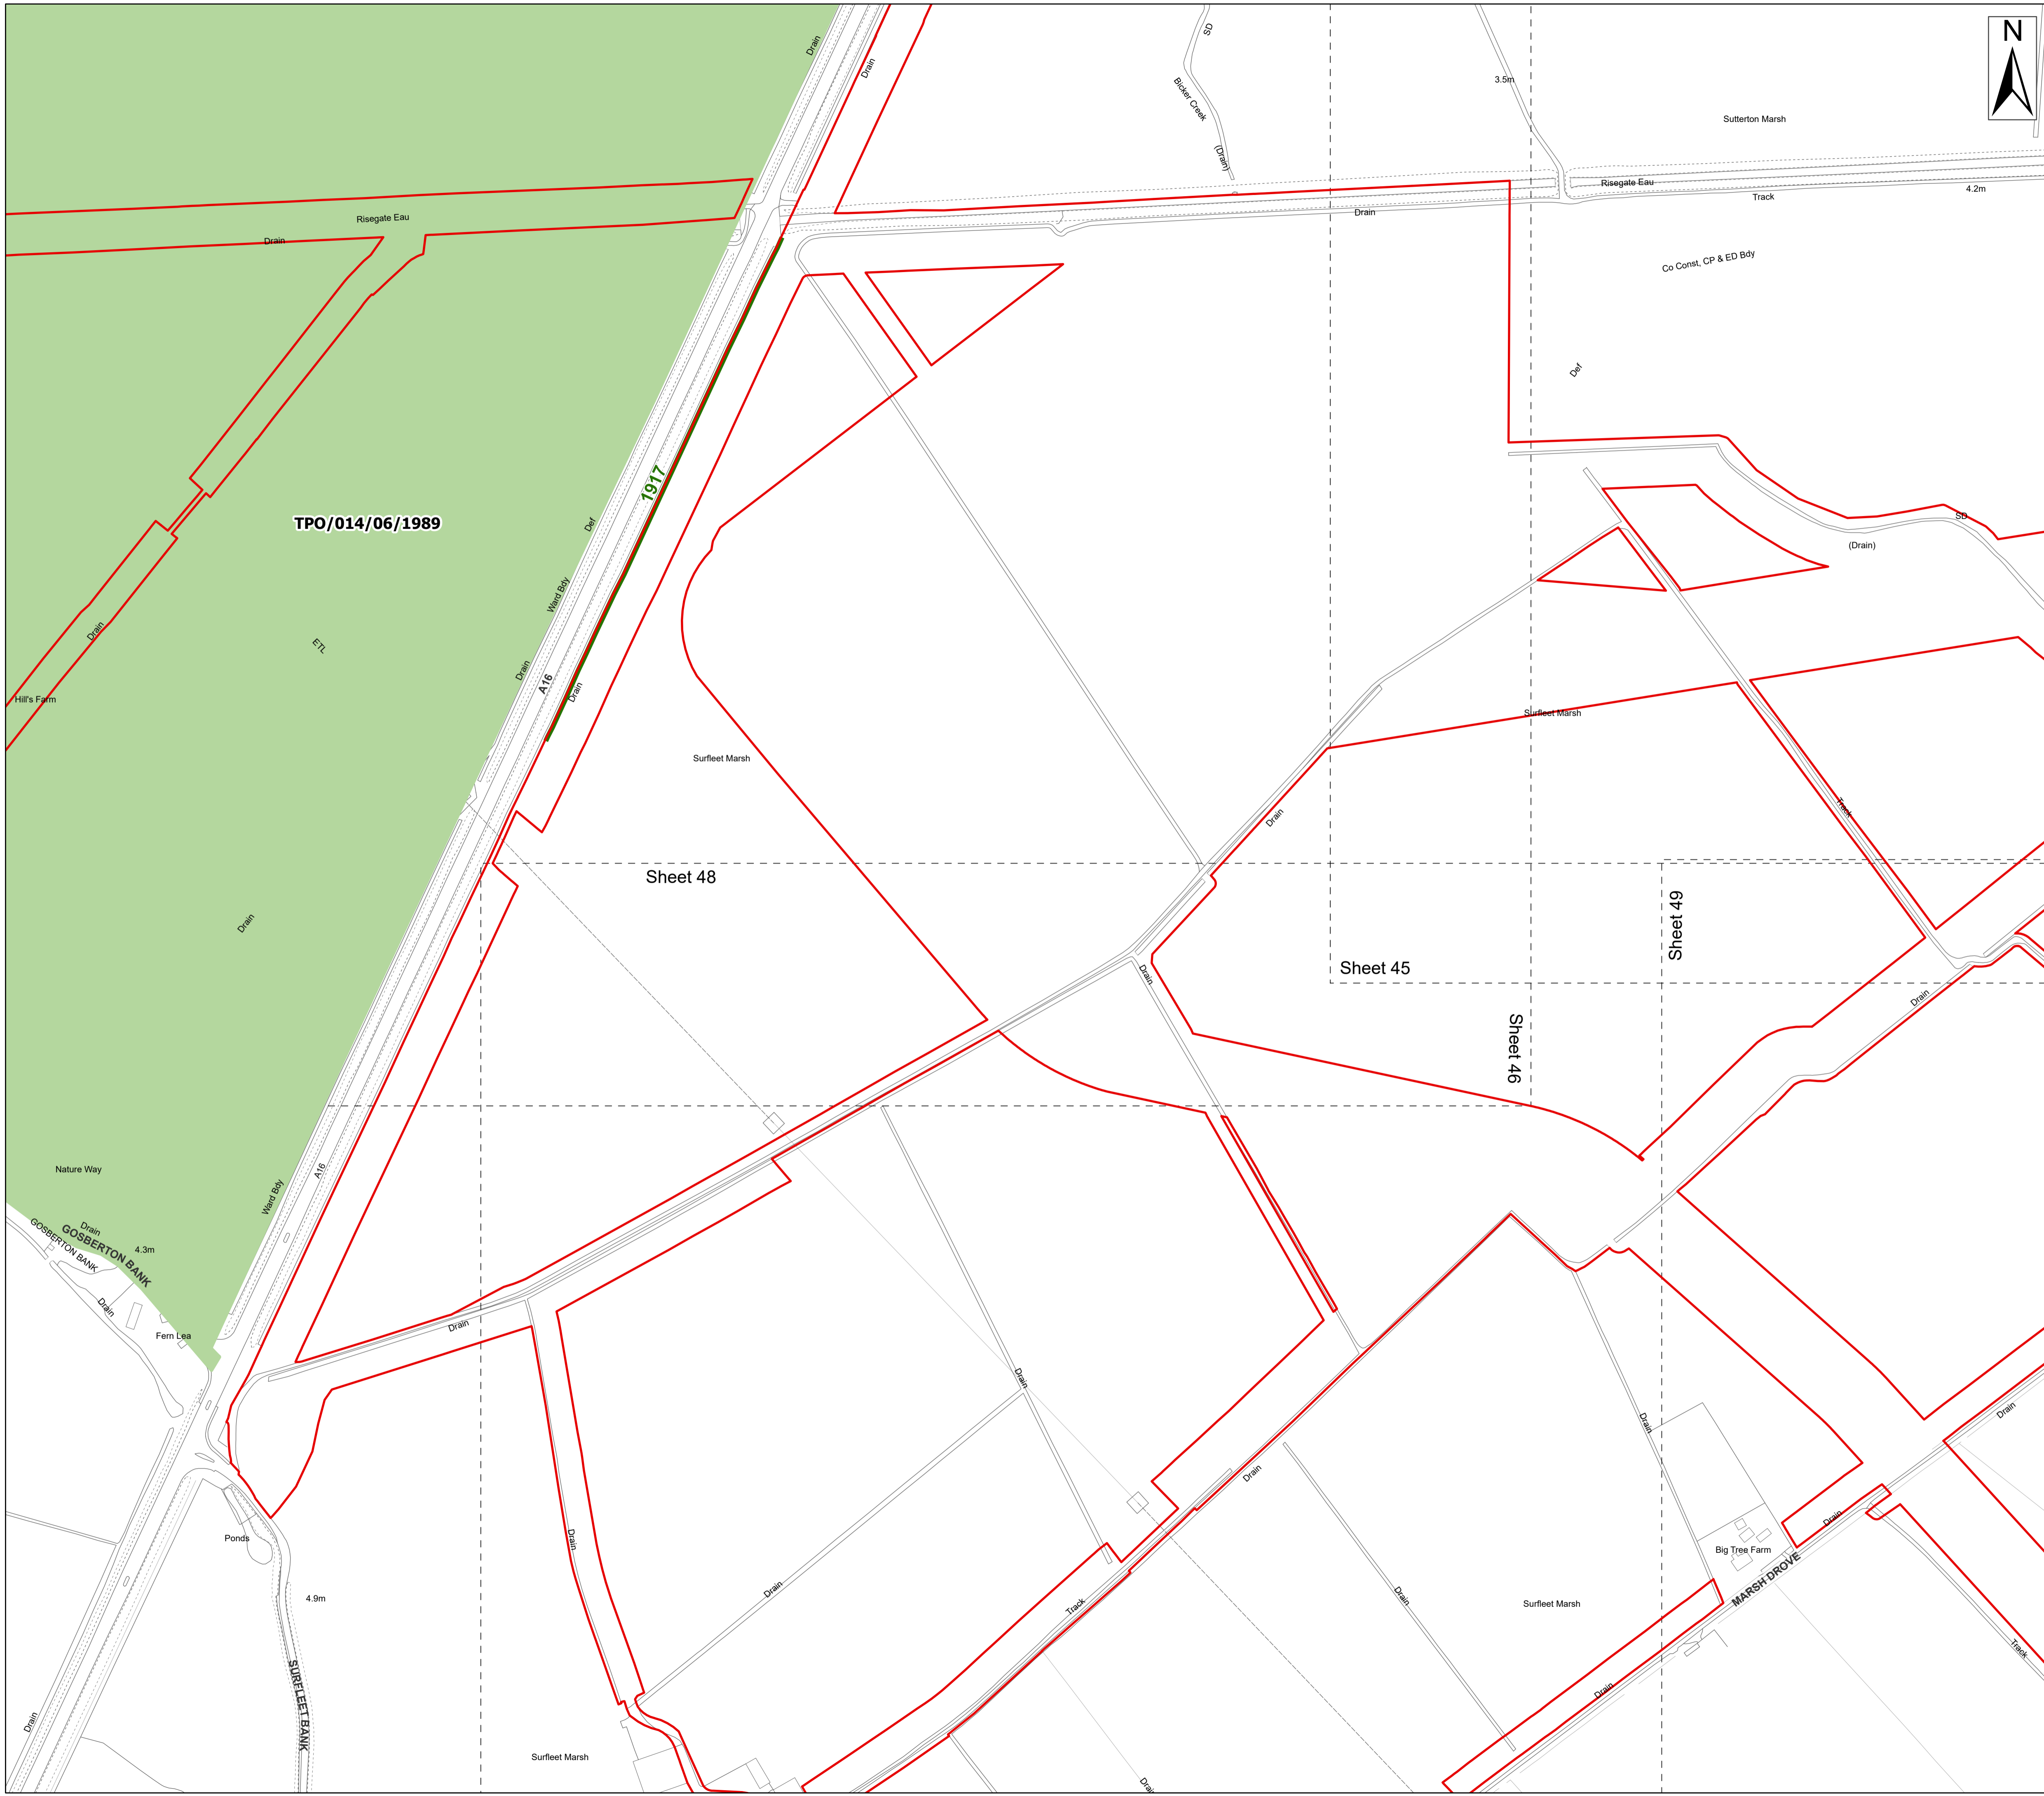 N
Drain
Drain
SD
Bicker Creek
(Drain)
3.5m
Sutterton Marsh
Risegate Eau
Track
4.2m
Risegate Eau
Drain
Drain
Co Const, CP & ED Bdy
Def
1917
TPO/014/06/1989
Def
SD
(Drain)
Ward Bdy
Drain
ETL
Drain
A16
Drain
Hill's Farm
Surfleet Marsh
Surfleet Marsh
Track
Drain
Sheet 48
Drain
Sheet 49
Sheet 45
Drain
Drain
Sheet 46
Nature Way
A16
Ward Bdy
Drain
GOSBERTON BANK
GOSBERTON BANK
4.3m
Drain
Fern Lea
Drain
Drain
Drain
Drain
Drain
Ponds
Drain
Drain
Big Tree Farm
MARSH DROVE
4.9m
Drain
Track
Drain
Surfleet Marsh
Track
SURFLEET BANK
Drain
Drain
Surfleet Marsh
Drain